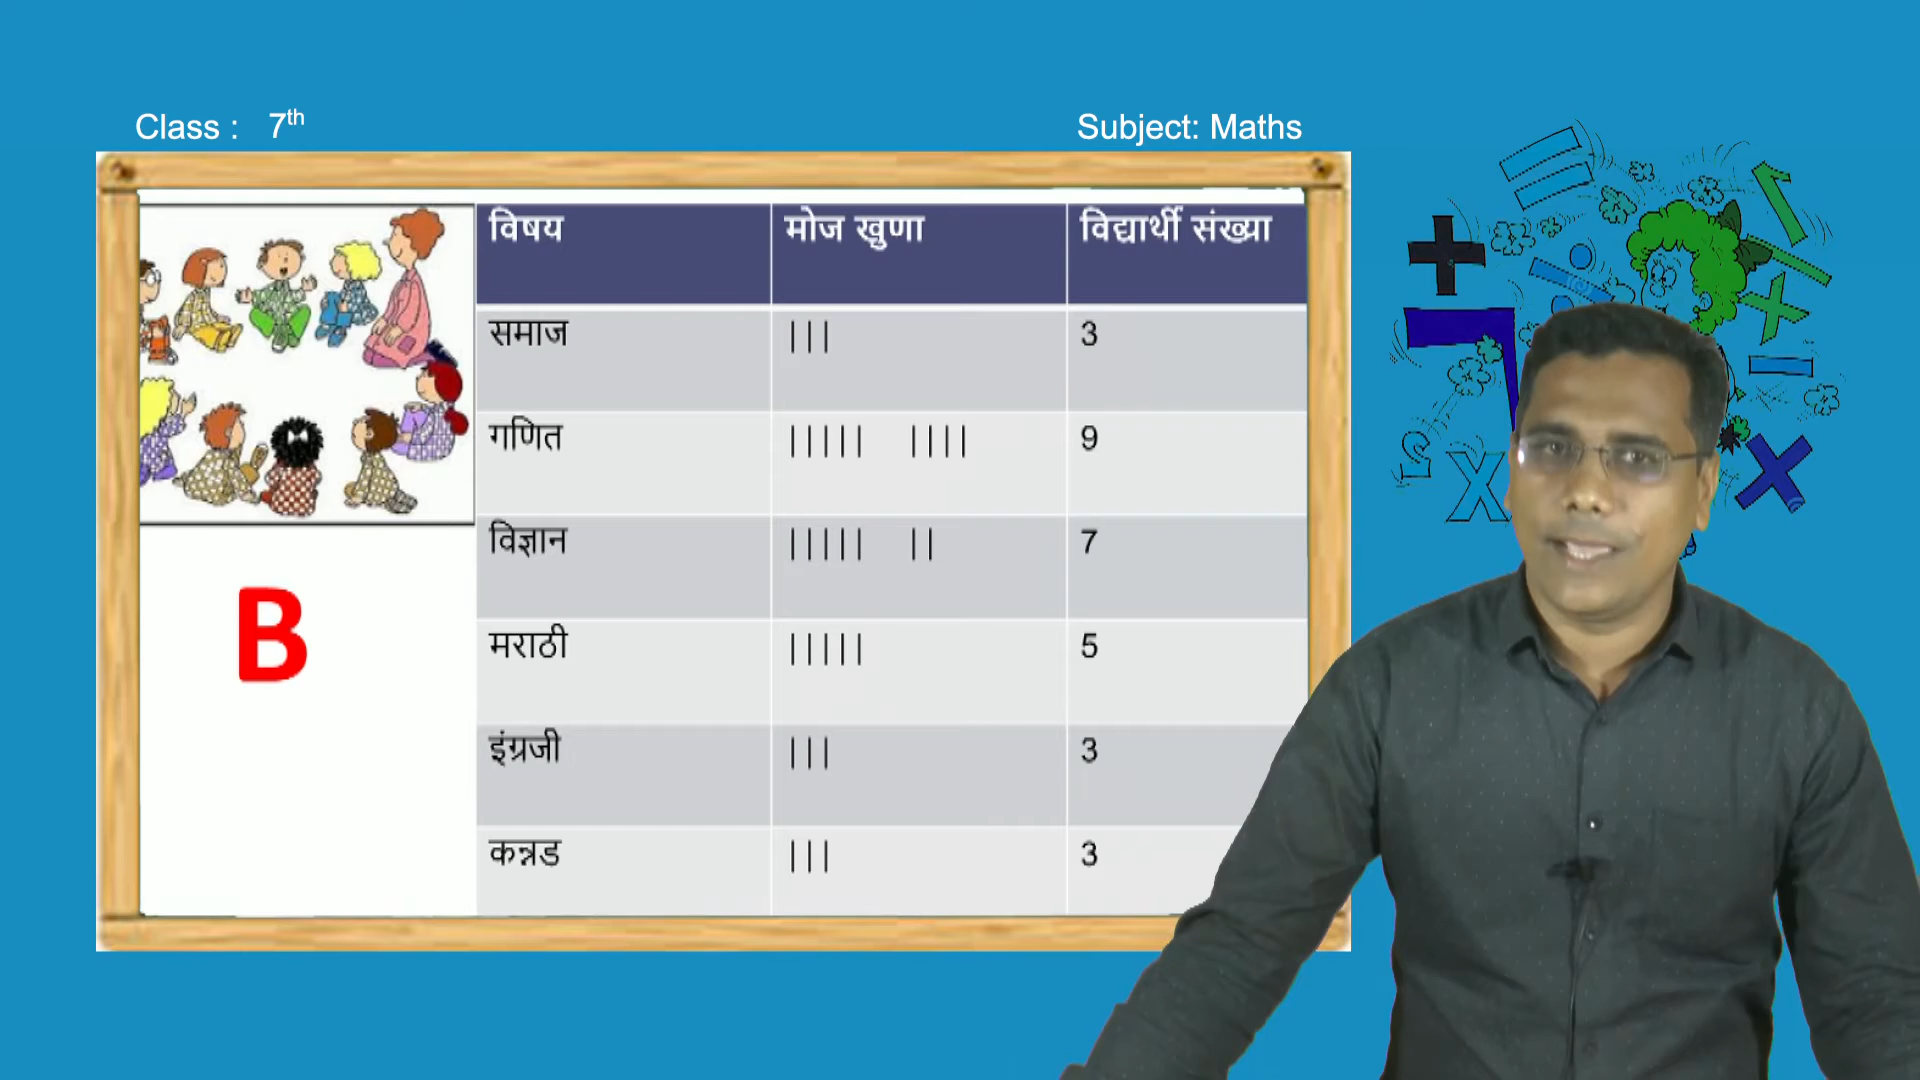 Class : 7th
Subject: Maths
विषय मोज खुणा विद्यार्थी संख्या
समाज ||| 3
गणित ||||| |||| 9
विज्ञान ||||| || 7
मराठी ||||| 5
इंग्रजी ||| 3
कन्नड ||| 3
B